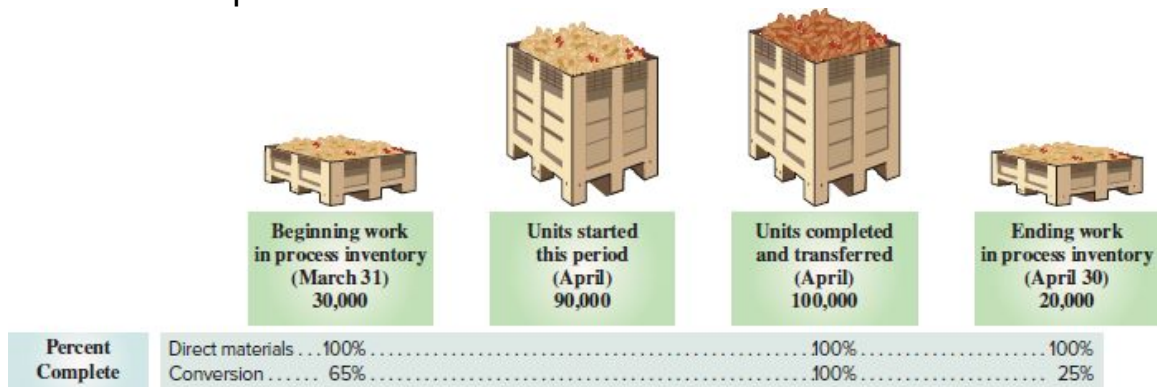 Beginning work
in process inventory
(March 31)
30,000
Units started
this period
(April)
90,000
Units completed
and transferred
(April)
100,000
Ending work
in process inventory
(April 30)
20,000
Percent
Complete
Direct materials ... 100% ... 100% ... 100%
Conversion ...... 65% ... 100% ... 25%